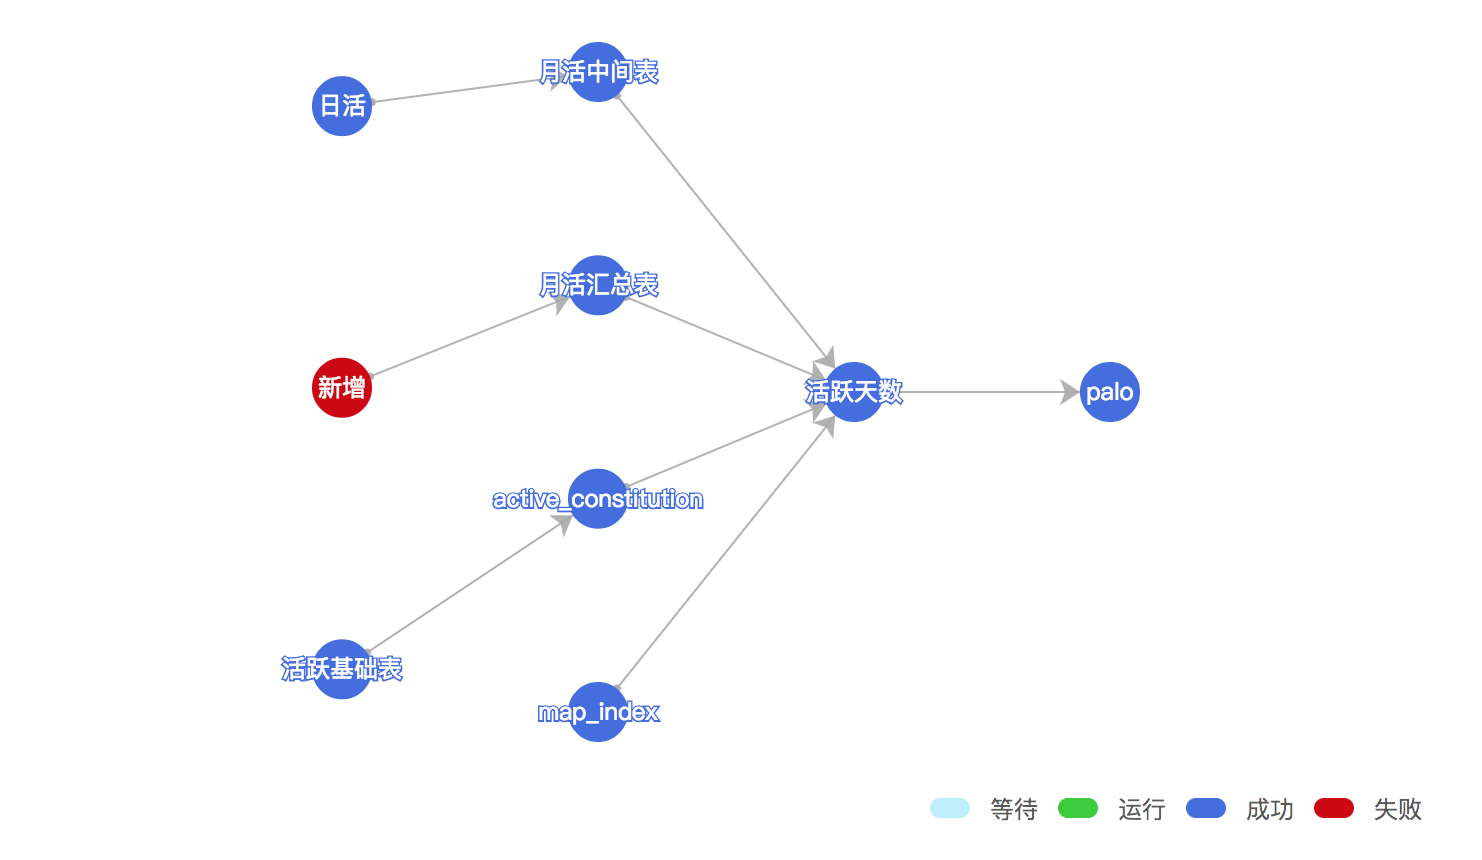 月活中间表
日活
月活汇总表
新增
活跃天数
palo
active_constitution
活跃基础表
map_index
等待
运行
成功
失败